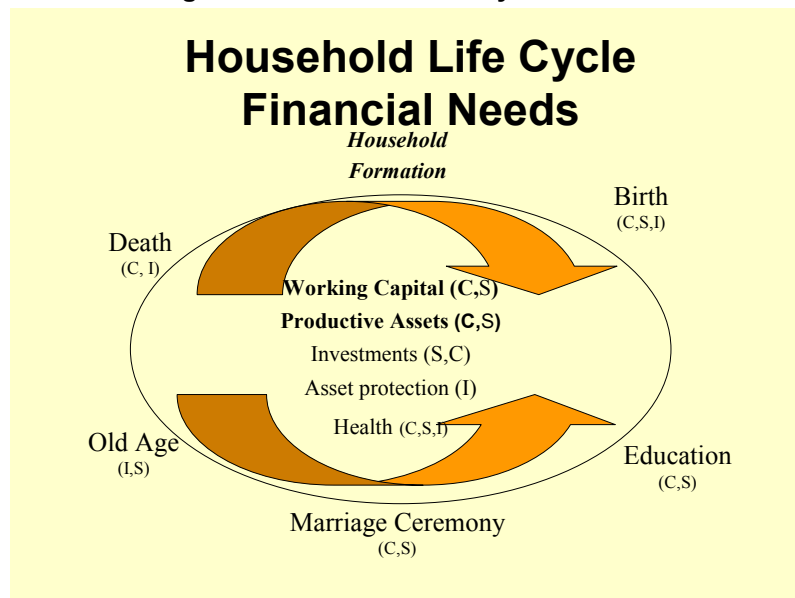 Household Life Cycle
Financial Needs
Household
Formation
Birth
(C,S,I)
Death
(C, I)
Working Capital (C,S)
Productive Assets (C,S)
Investments (S,C)
Asset protection (I)
Health (C,S,I)
Old Age
(I,S)
Education
(C,S)
Marriage Ceremony
(C,S)